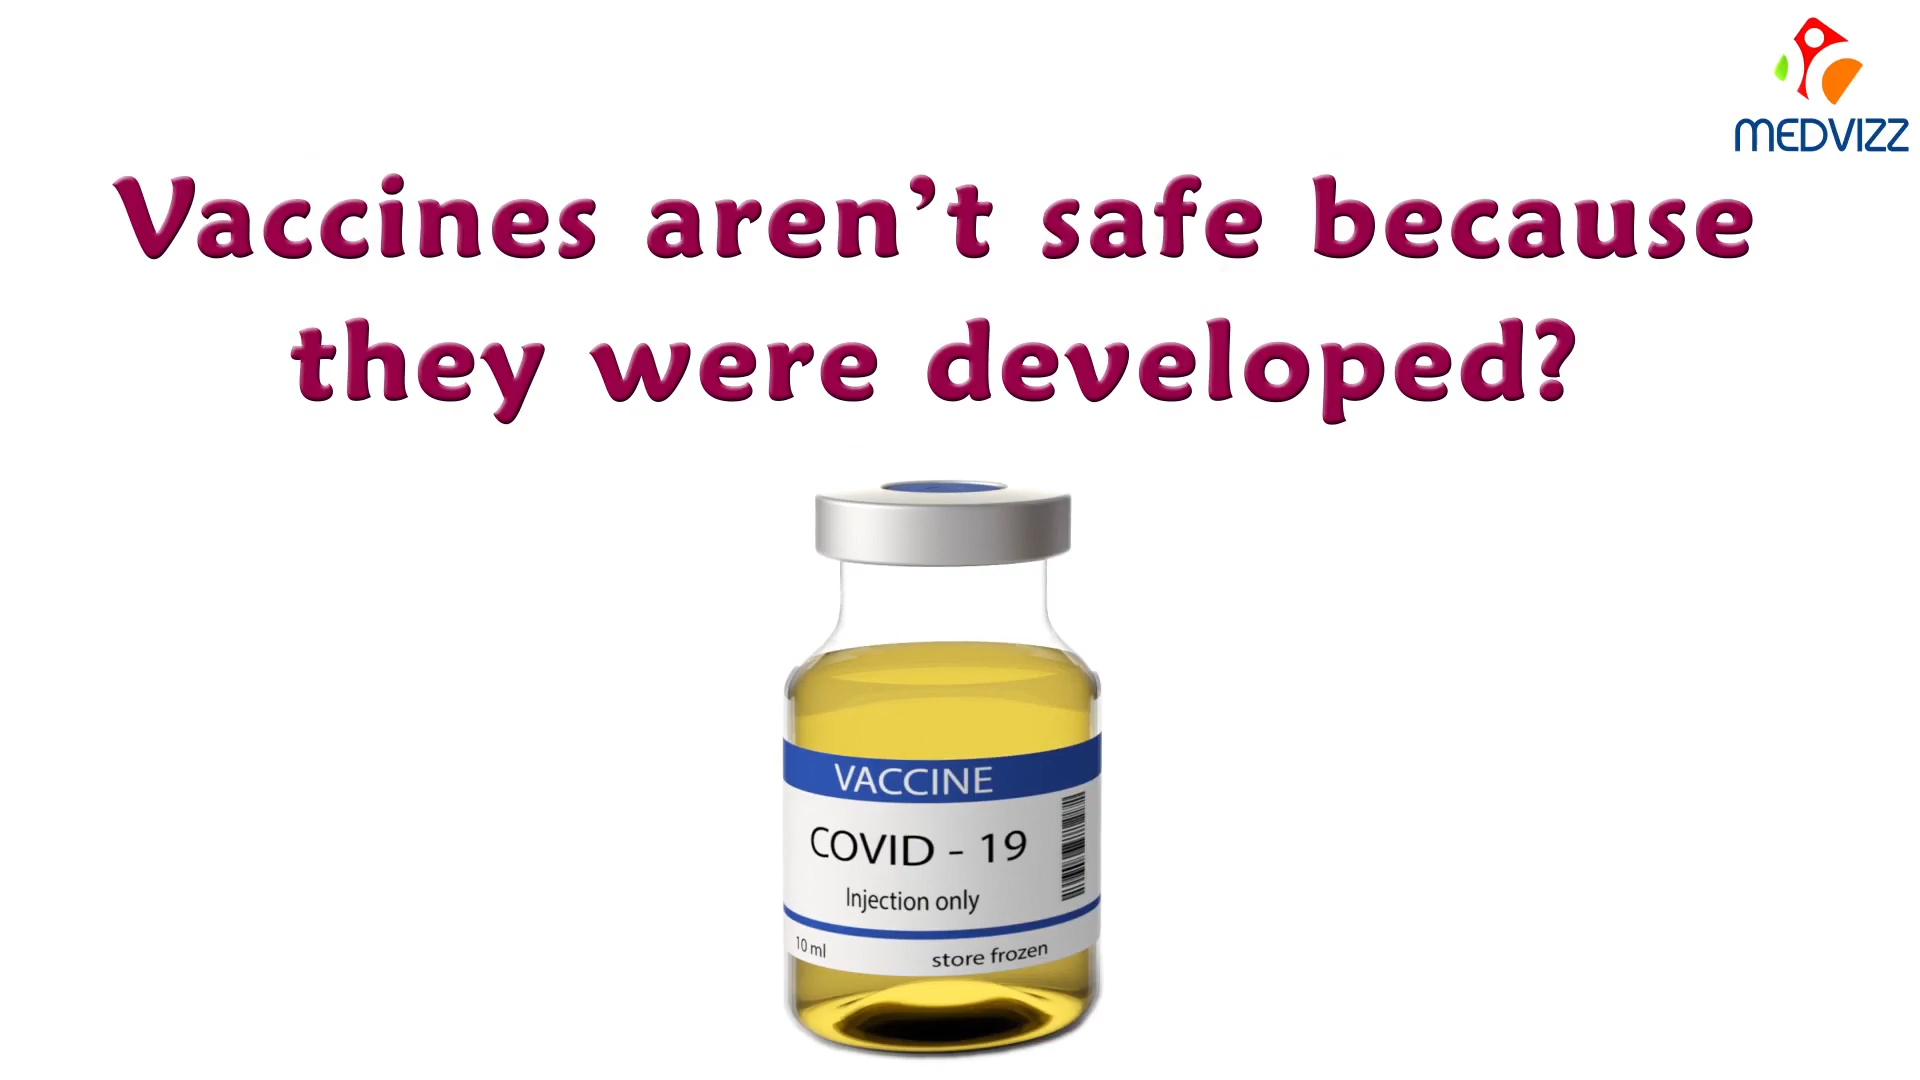 MEDVIZZ
Vaccines aren’t safe because
they were developed?
VACCINE
COVID - 19
Injection only
10 ml
store frozen